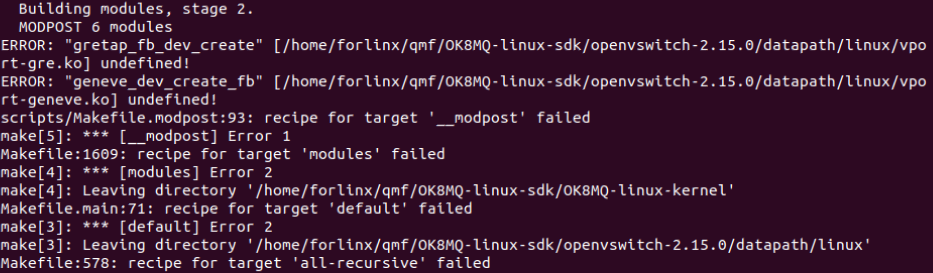 Building modules, stage 2.
MODPOST 6 modules
ERROR: "gretap_fb_dev_create" [/home/forlinx/qmf/OK8MQ-linux-sdk/openvswitch-2.15.0/datapath/linux/vpo
rt-gre.ko] undefined!
ERROR: "geneve_dev_create_fb" [/home/forlinx/qmf/OK8MQ-linux-sdk/openvswitch-2.15.0/datapath/linux/vpo
rt-geneve.ko] undefined!
scripts/Makefile.modpost:93: recipe for target '__modpost' failed
make[5]: *** [__modpost] Error 1
Makefile:1609: recipe for target 'modules' failed
make[4]: *** [modules] Error 2
make[4]: Leaving directory '/home/forlinx/qmf/OK8MQ-linux-sdk/OK8MQ-linux-kernel'
Makefile.main:71: recipe for target 'default' failed
make[3]: *** [default] Error 2
make[3]: Leaving directory '/home/forlinx/qmf/OK8MQ-linux-sdk/openvswitch-2.15.0/datapath/linux'
Makefile:578: recipe for target 'all-recursive' failed